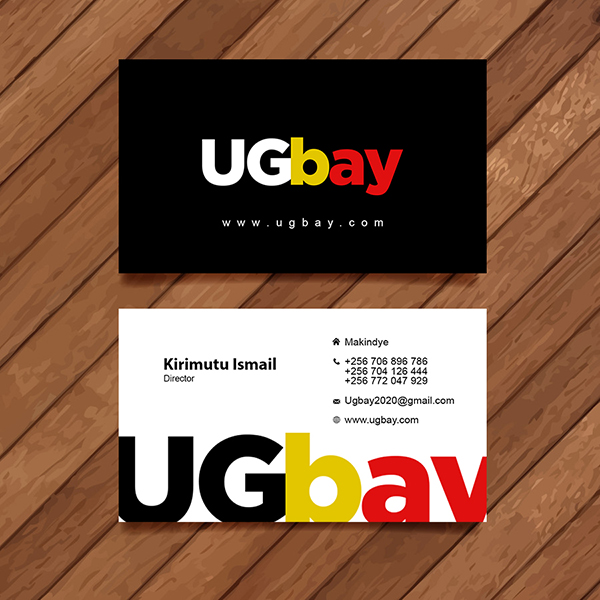 UGbay
www.ugbay.com
Kirimutu Ismail
Director
Makindye
+256 706 896 786
+256 704 126 444
+256 772 047 929
Ugbay2020@gmail.com
www.ugbay.com
UGbay